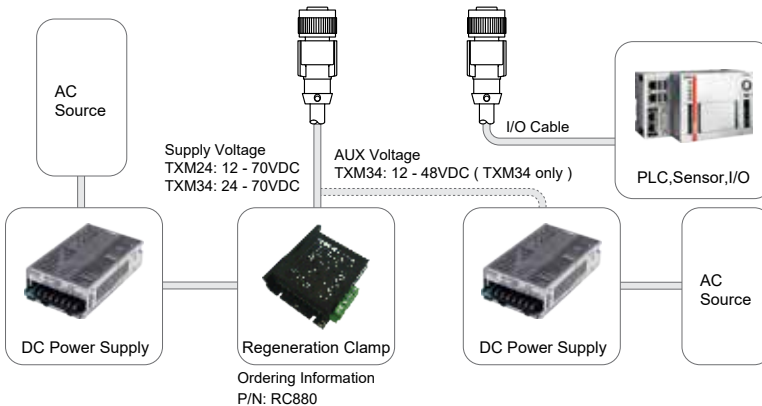 AC
Source
Supply Voltage
TXM24: 12 - 70VDC
TXM34: 24 - 70VDC
AUX Voltage
TXM34: 12 - 48VDC ( TXM34 only )
I/O Cable
PLC,Sensor,I/O
DC Power Supply
Regeneration Clamp
DC Power Supply
AC
Source
Ordering Information
P/N: RC880